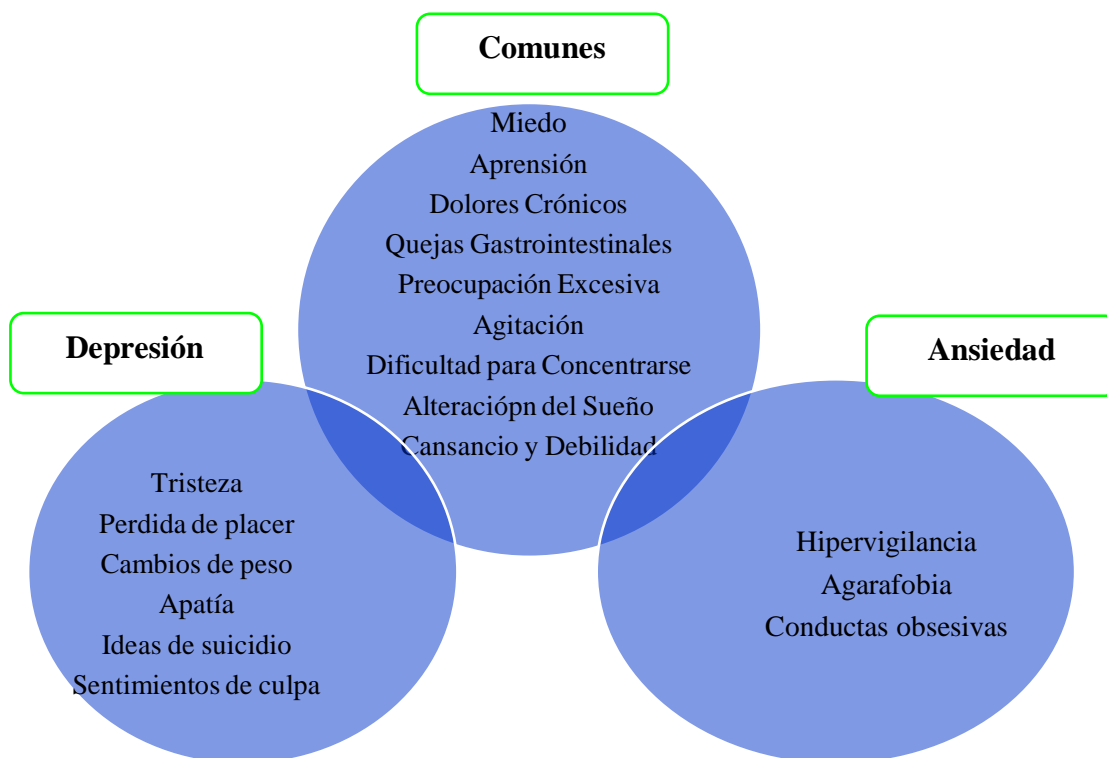 Comunes
Miedo
Aprensión
Dolores Crónicos
Quejas Gastrointestinales
Preocupación Excesiva
Agitación
Dificultad para Concentrarse
Alteraciópn del Sueño
Cansancio y Debilidad
Depresión
Tristeza
Perdida de placer
Cambios de peso
Apatía
Ideas de suicidio
Sentimientos de culpa
Ansiedad
Hipervigilancia
Agarafobia
Conductas obsesivas